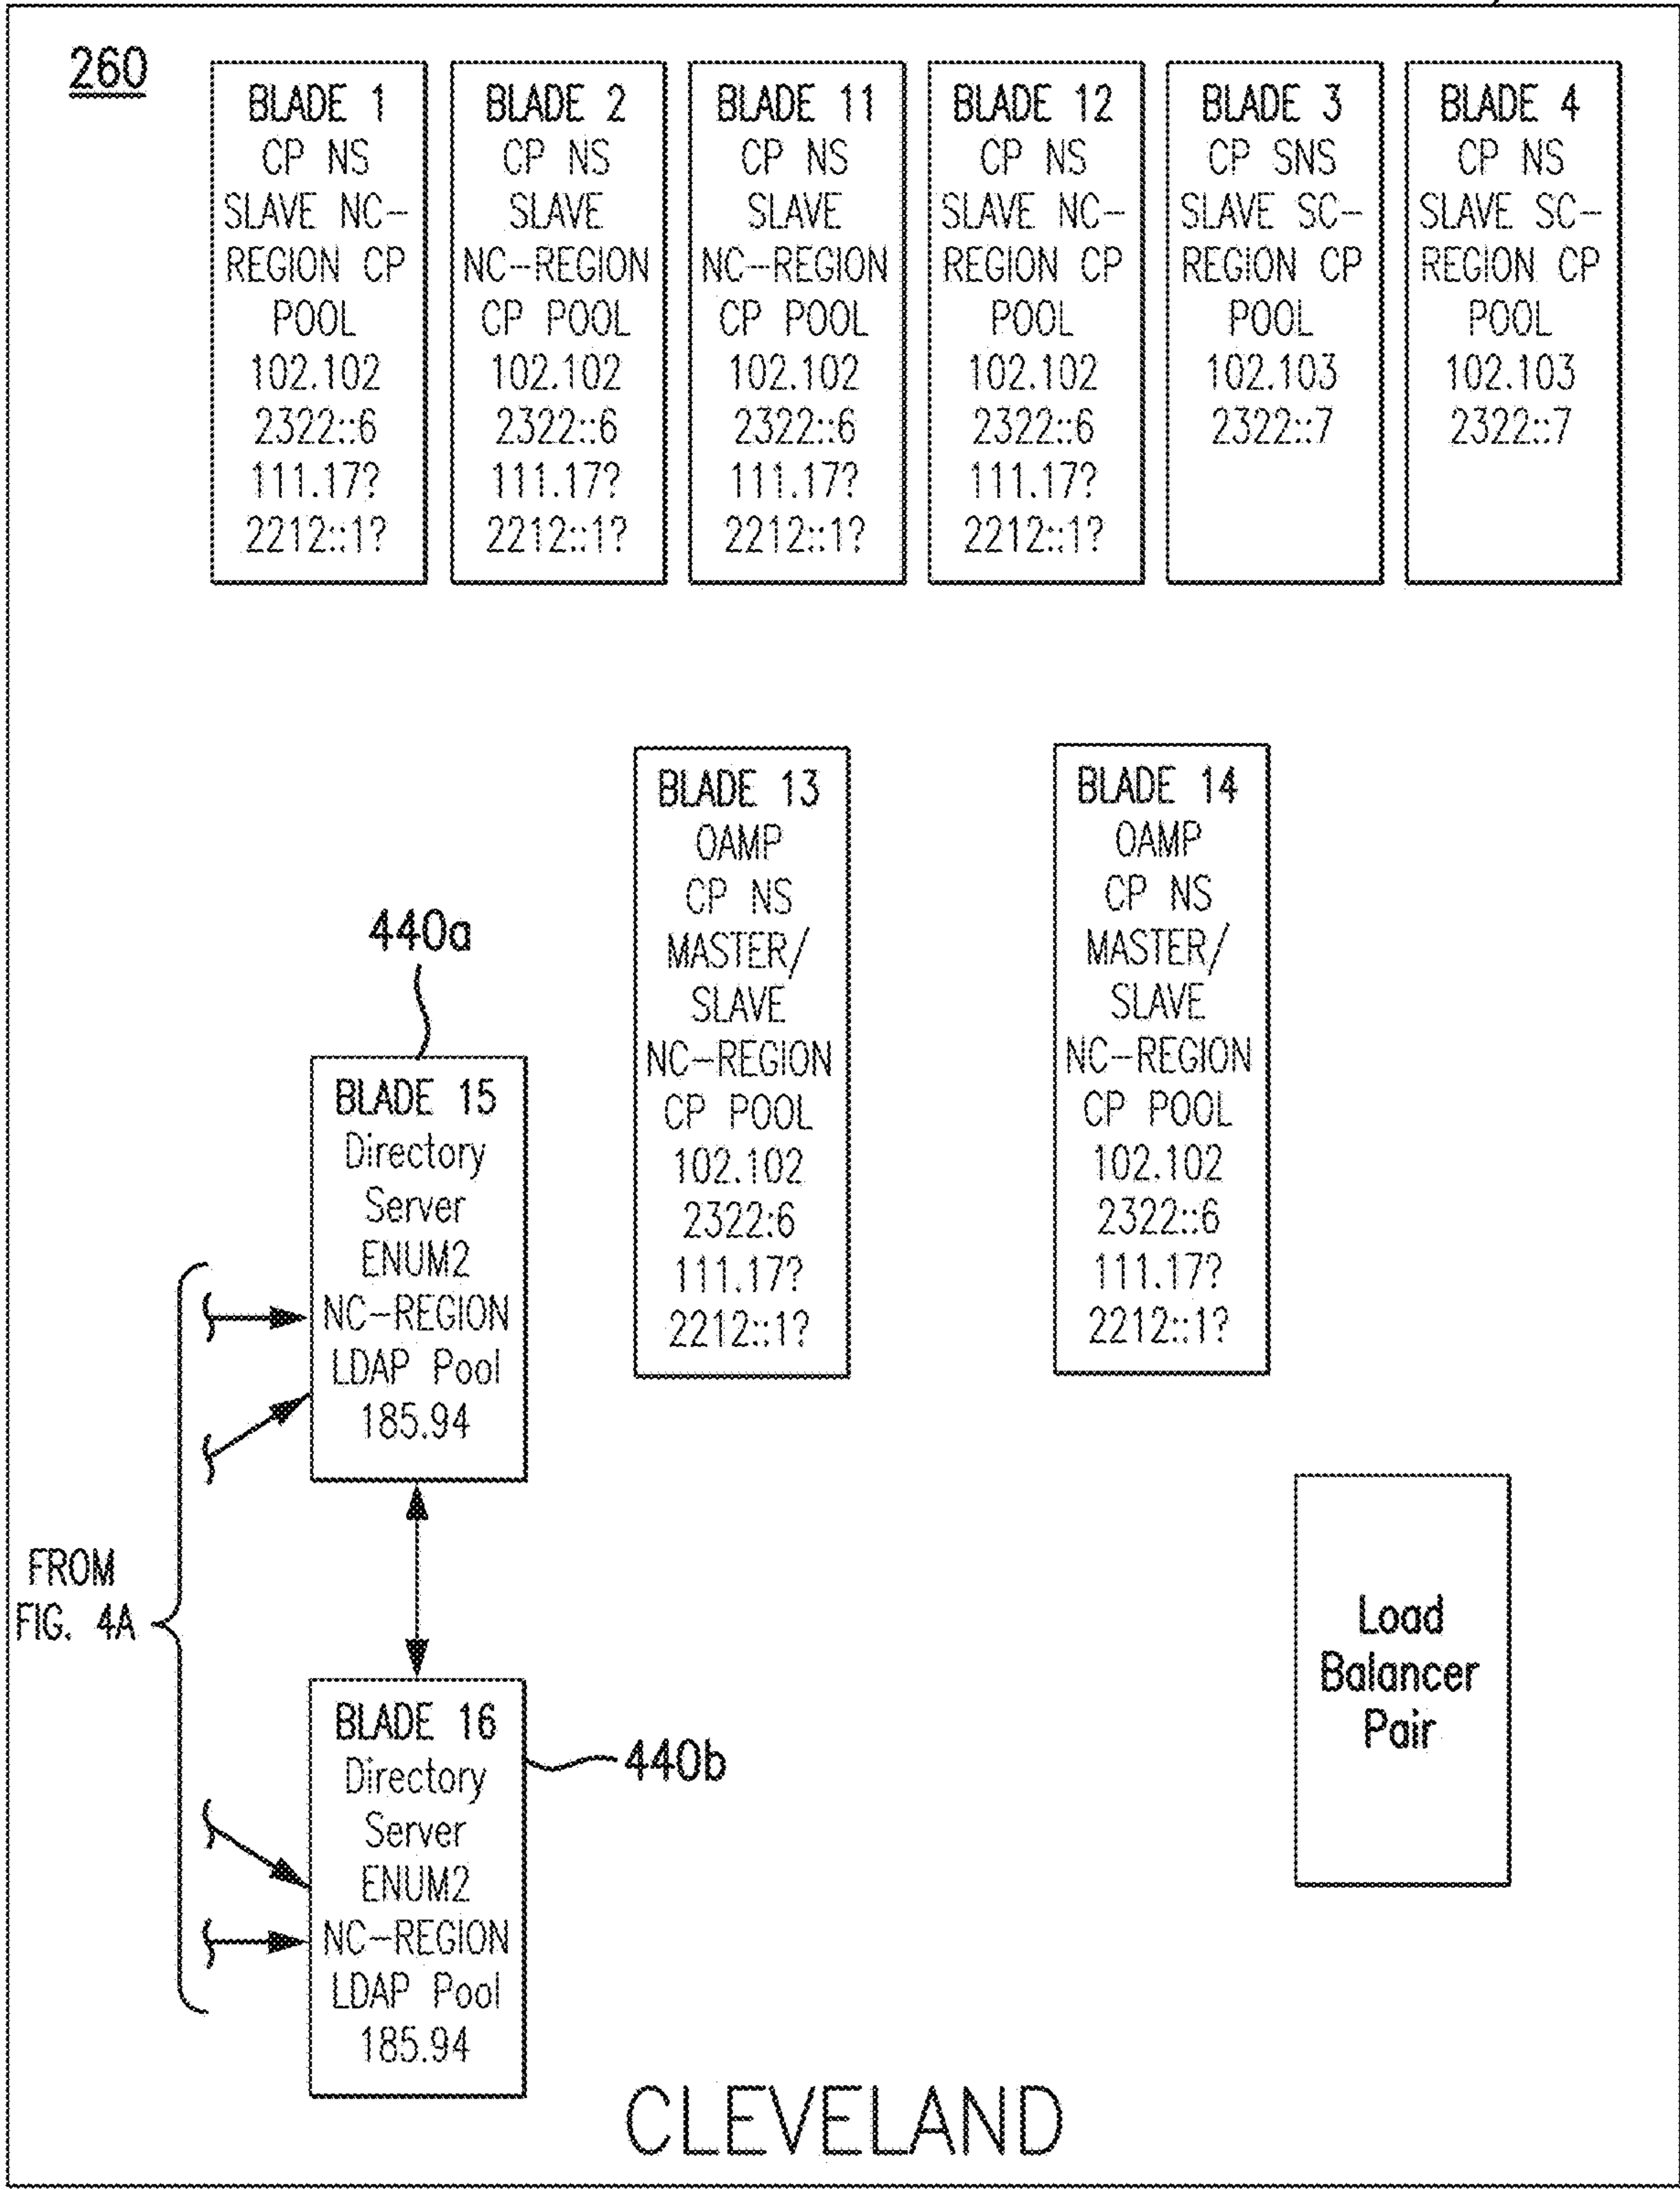 260
BLADE 1
CP NS
SLAVE NC-
REGION CP
POOL
102.102
2322::6
111.17?
2212::1?
BLADE 2
CP NS
SLAVE
NC-REGION
CP POOL
102.102
2322::6
111.17?
2212::1?
BLADE 11
CP NS
SLAVE
NC-REGION
CP POOL
102.102
2322::6
111.17?
2212::1?
BLADE 12
CP NS
SLAVE NC-
REGION CP
POOL
102.102
2322::6
111.17?
2212::1?
BLADE 3
CP SNS
SLAVE SC-
REGION CP
POOL
102.103
2322::7
BLADE 4
CP NS
SLAVE SC-
REGION CP
POOL
102.103
2322::7
BLADE 13
OAMP
CP NS
MASTER/
SLAVE
NC-REGION
CP POOL
102.102
2322:6
111.17?
2212::1?
BLADE 14
OAMP
CP NS
MASTER/
SLAVE
NC-REGION
CP POOL
102.102
2322::6
111.17?
2212::1?
440a
BLADE 15
Directory
Server
ENUM2
NC-REGION
LDAP Pool
185.94
FROM
FIG. 4A
BLADE 16
Directory
Server
ENUM2
NC-REGION
LDAP Pool
185.94
440b
Load
Balancer
Pair
CLEVELAND